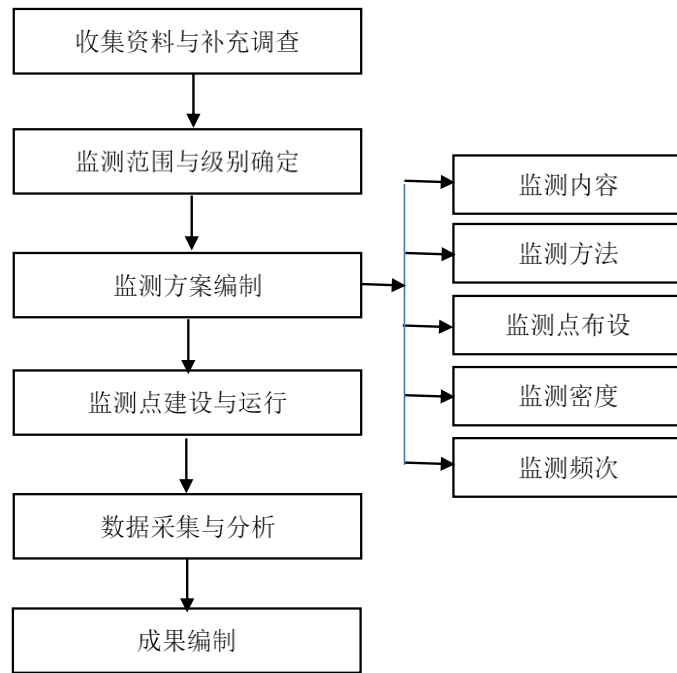 收集资料与补充调查
监测范围与级别确定
监测方案编制
监测点建设与运行
数据采集与分析
成果编制
监测内容
监测方法
监测点布设
监测密度
监测频次